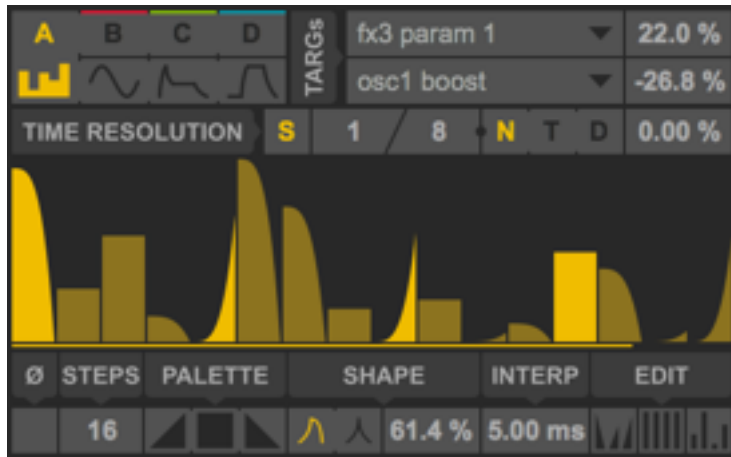 A B C D TARGs fx3 param 1 22.0 %
osc1 boost -26.8 %
TIME RESOLUTION S 1 / 8 N T D 0.00 %
Ø STEPS PALETTE SHAPE INTERP EDIT
16 61.4 % 5.00 ms